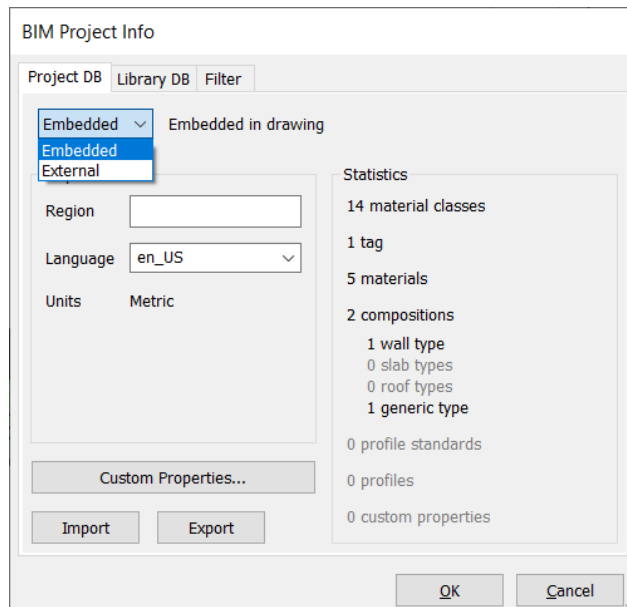 BIM Project Info
Project DB
Library DB
Filter
Embedded
Embedded in drawing
Embedded
External
Region
Language
en_US
Units
Metric
Custom Properties...
Import
Export
Statistics
14 material classes
1 tag
5 materials
2 compositions
1 wall type
0 slab types
0 roof types
1 generic type
0 profile standards
0 profiles
0 custom properties
OK
Cancel